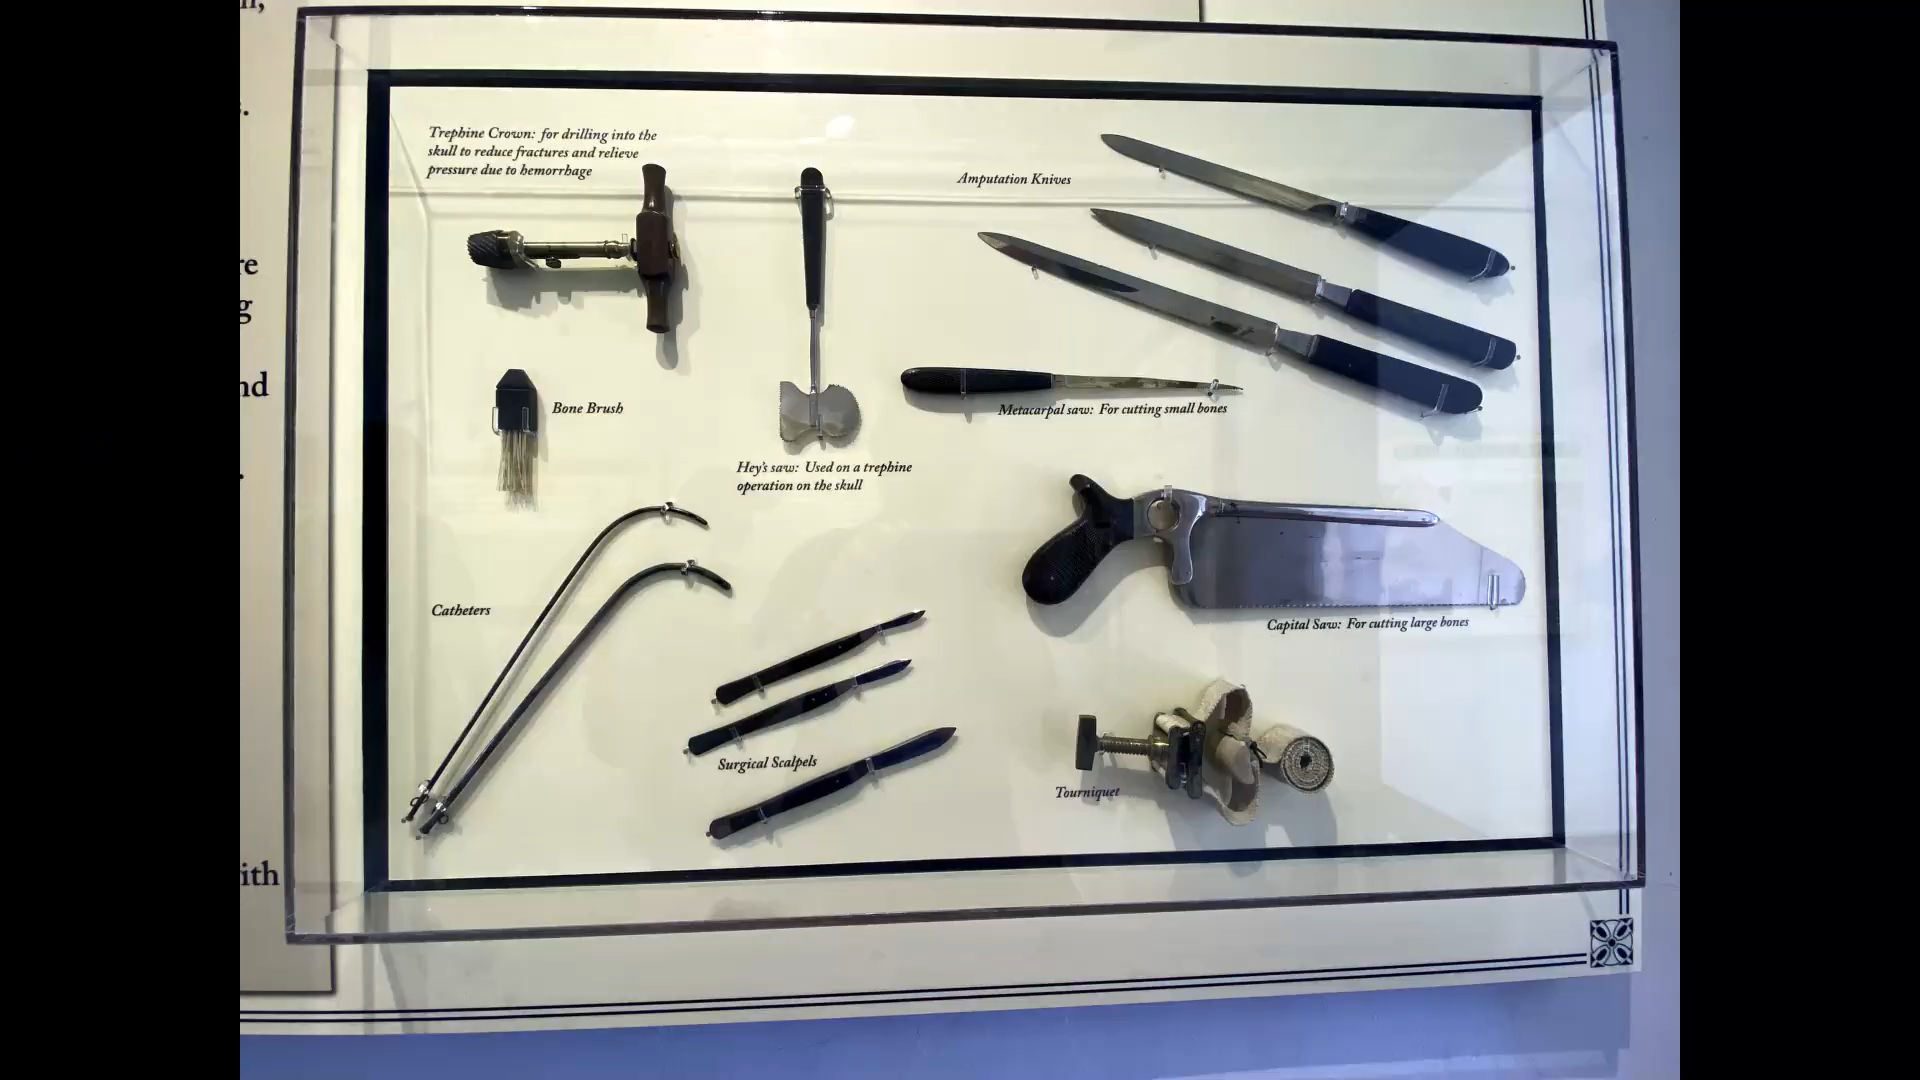 Trephine Crown: for drilling into the
skull to reduce fractures and relieve
pressure due to hemorrhage
Amputation Knives
Bone Brush
Metacarpal saw: For cutting small bones
Hey's saw: Used on a trephine
operation on the skull
Catheters
Capital Saw: For cutting large bones
Surgical Scalpels
Tourniquet